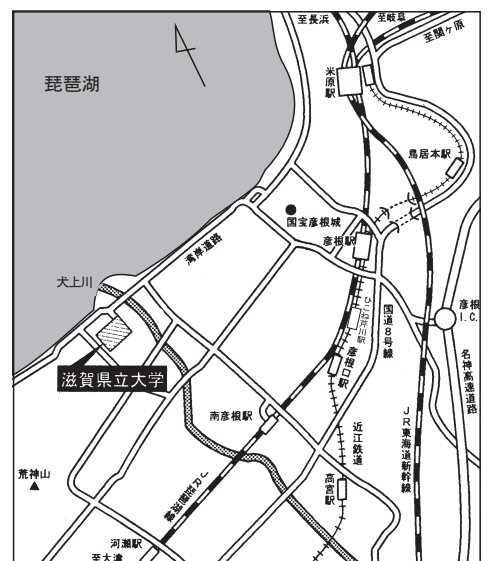 至長浜
至岐阜
至関ヶ原
米原駅
琵琶湖
鳥居本駅
国宝彦根城
彦根駅
湖岸道路
犬上川
ひこね芹川駅
国道8号線
彦根
I.C.
彦根口駅
名神高速道路
滋賀県立大学
南彦根駅
近江鉄道
JR東海道新幹線
荒神山
JR琵琶湖線
高宮駅
河瀬駅
至大津